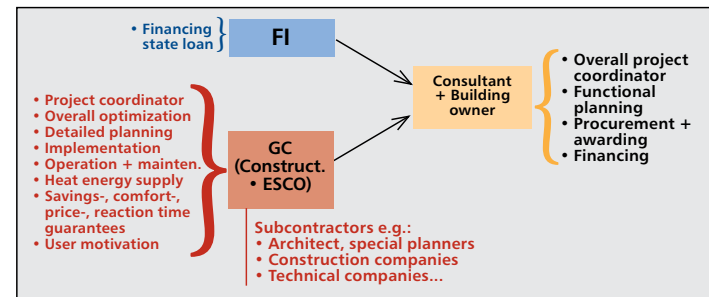 • Financing
state loan
FI
Consultant
+ Building
owner
• Overall project
coordinator
• Functional
planning
• Procurement +
awarding
• Financing
• Project coordinator
• Overall optimization
• Detailed planning
• Implementation
• Operation + mainten.
• Heat energy supply
• Savings-, comfort-,
price-, reaction time
guarantees
• User motivation
GC
(Construct.
• ESCO)
Subcontractors e.g.:
• Architect, special planners
• Construction companies
• Technical companies...